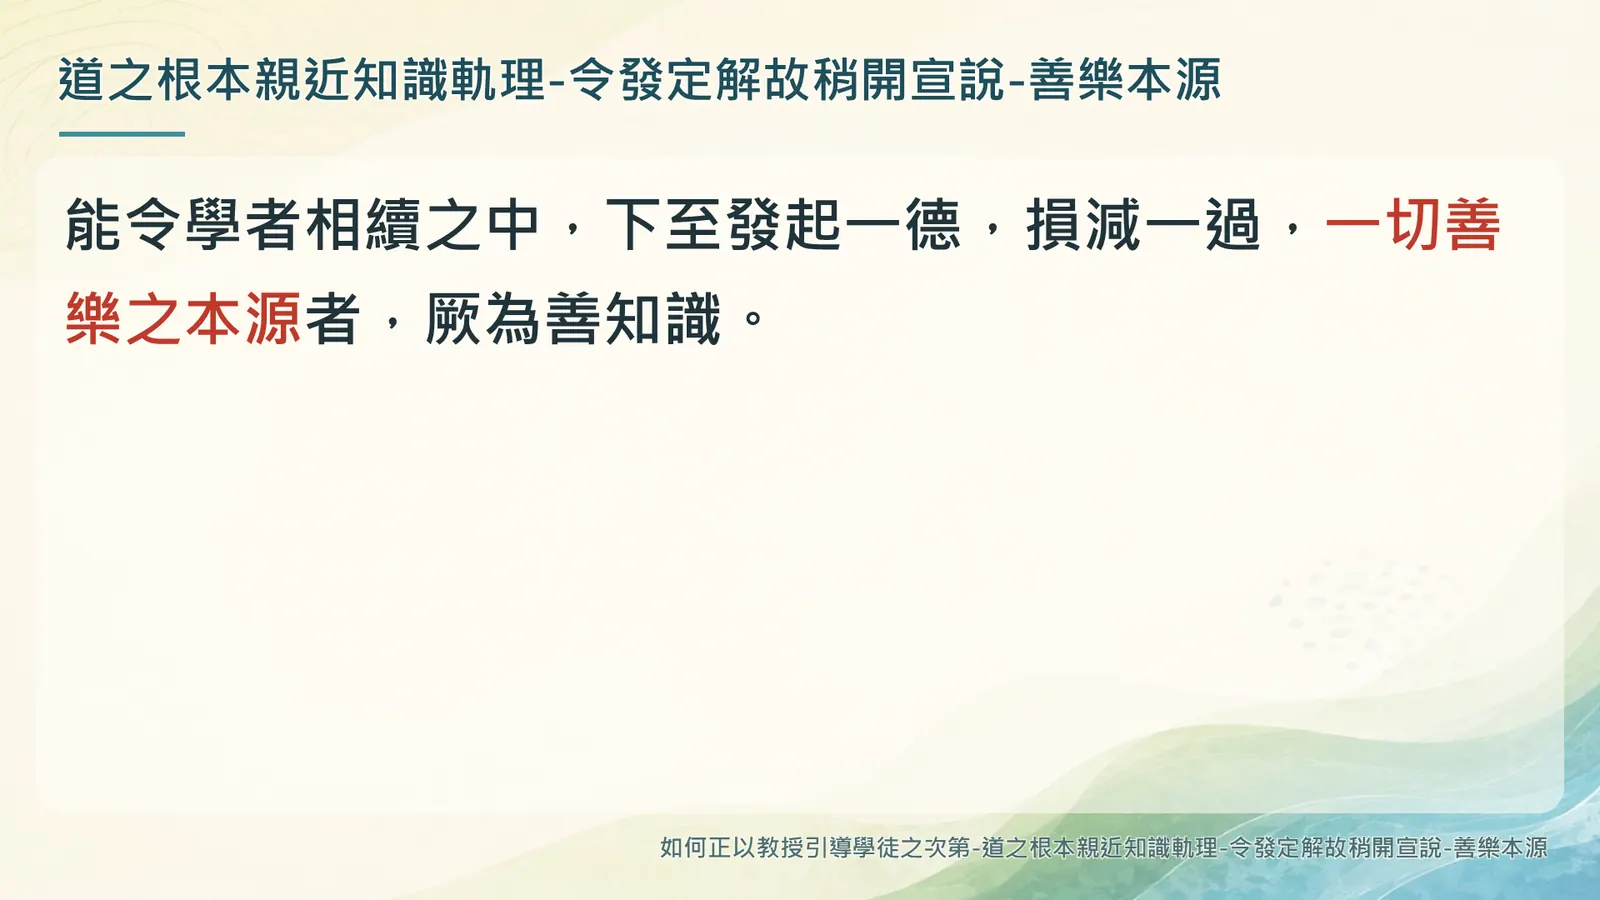 道之根本親近知識軌理-令發定解故稍開宣說-善樂本源
能令學者相續之中，下至發起一德，損減一過，一切善
樂之本源者，厥為善知識。
如何正以教授引導學徒之次第-道之根本親近知識軌理-令發定解故稍開宣說-善樂本源